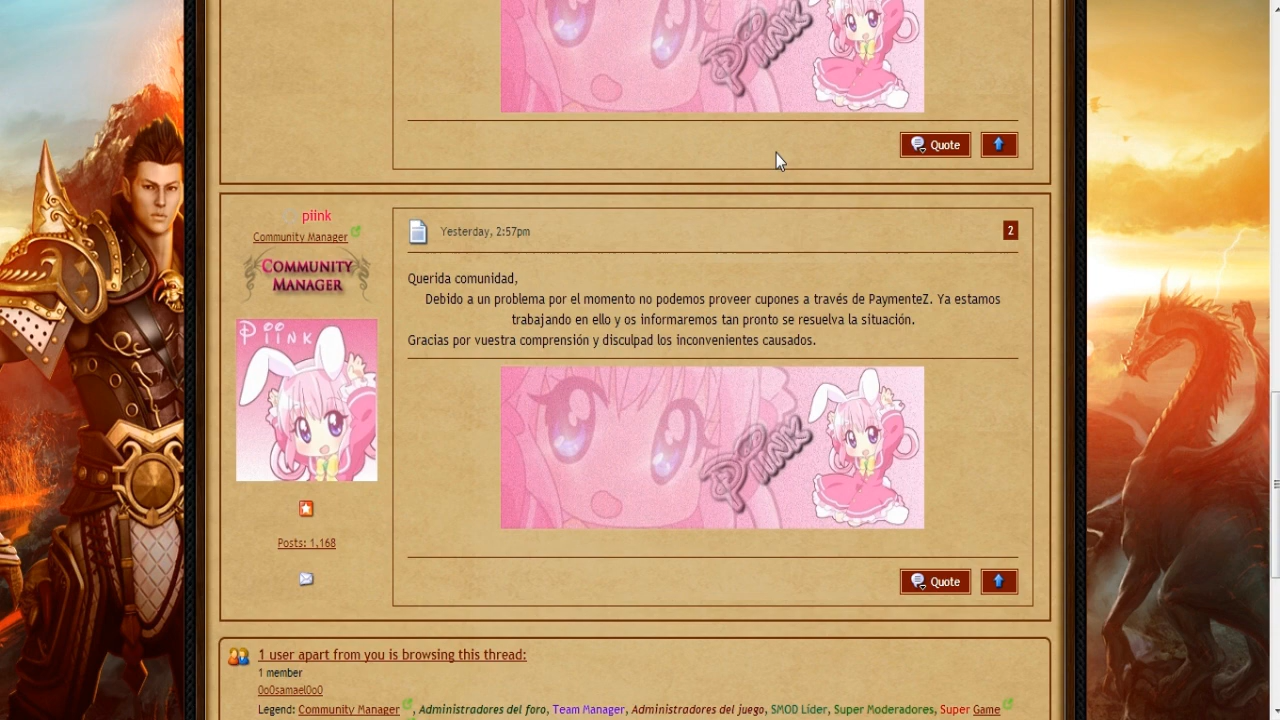 Piink
Quote
piink
Community Manager
COMMUNITY
MANAGER
Piink
Posts: 1,168
Yesterday, 2:57pm
2
Querida comunidad,
Debido a un problema por el momento no podemos proveer cupones a través de PaymenteZ. Ya estamos
trabajando en ello y os informaremos tan pronto se resuelva la situación.
Gracias por vuestra comprensión y disculpad los inconvenientes causados.
Piink
Quote
1 user apart from you is browsing this thread:
1 member
0o0samael0o0
Legend: Community Manager, Administradores del foro, Team Manager, Administradores del juego, SMOD Líder, Super Moderadores, Super Game